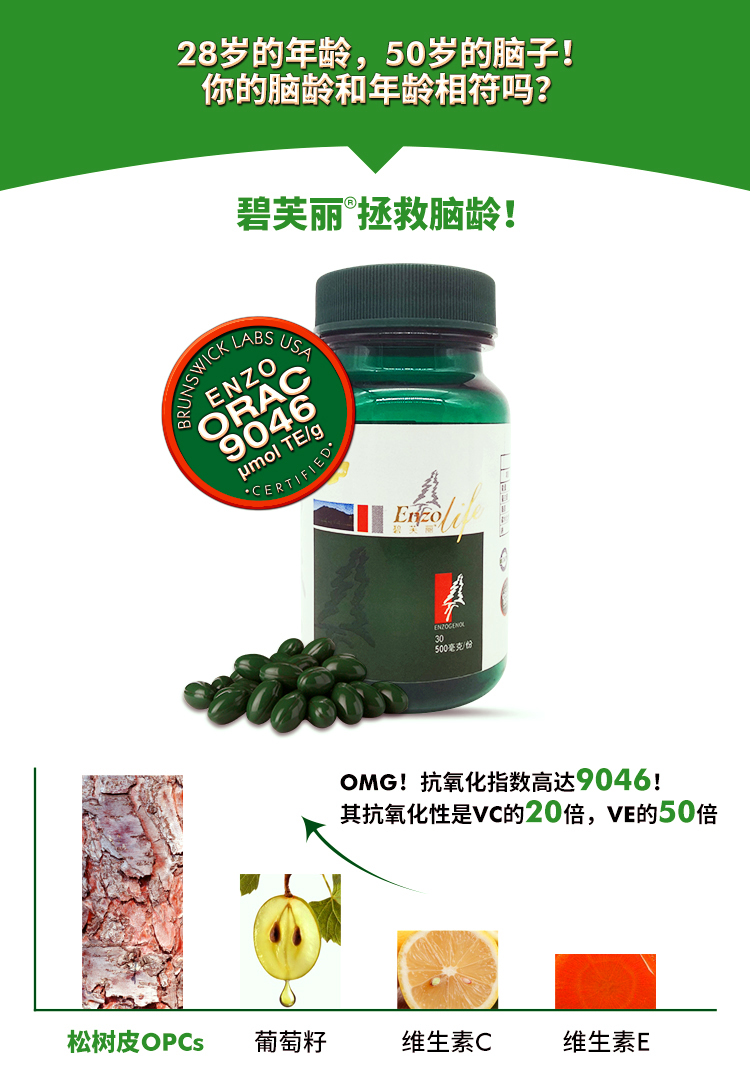 28岁的年龄，50岁的脑子！
你的脑龄和年龄相符吗？
碧芙丽®拯救脑龄！
BRUNSWICK LABS USA
ENZO
ORAC
9046
µmol TE/g
•CERTIFIED•
Enzolife
碧芙丽
ENZOGENOL
30
500毫克/份
OMG！抗氧化指数高达9046！
其抗氧化性是VC的20倍，VE的50倍
松树皮OPCs
葡萄籽
维生素C
维生素E